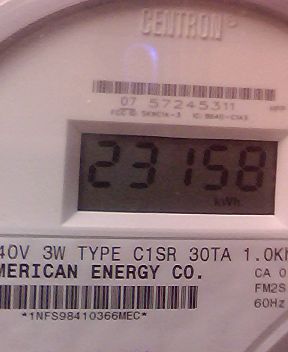 CENTRON
07 57245311
23158
kWh
40V 3W TYPE C1SR 30TA 1.0Kh
MERICAN ENERGY CO.
CA 0
FM2S
60Hz
*1NFS98410366MEC*